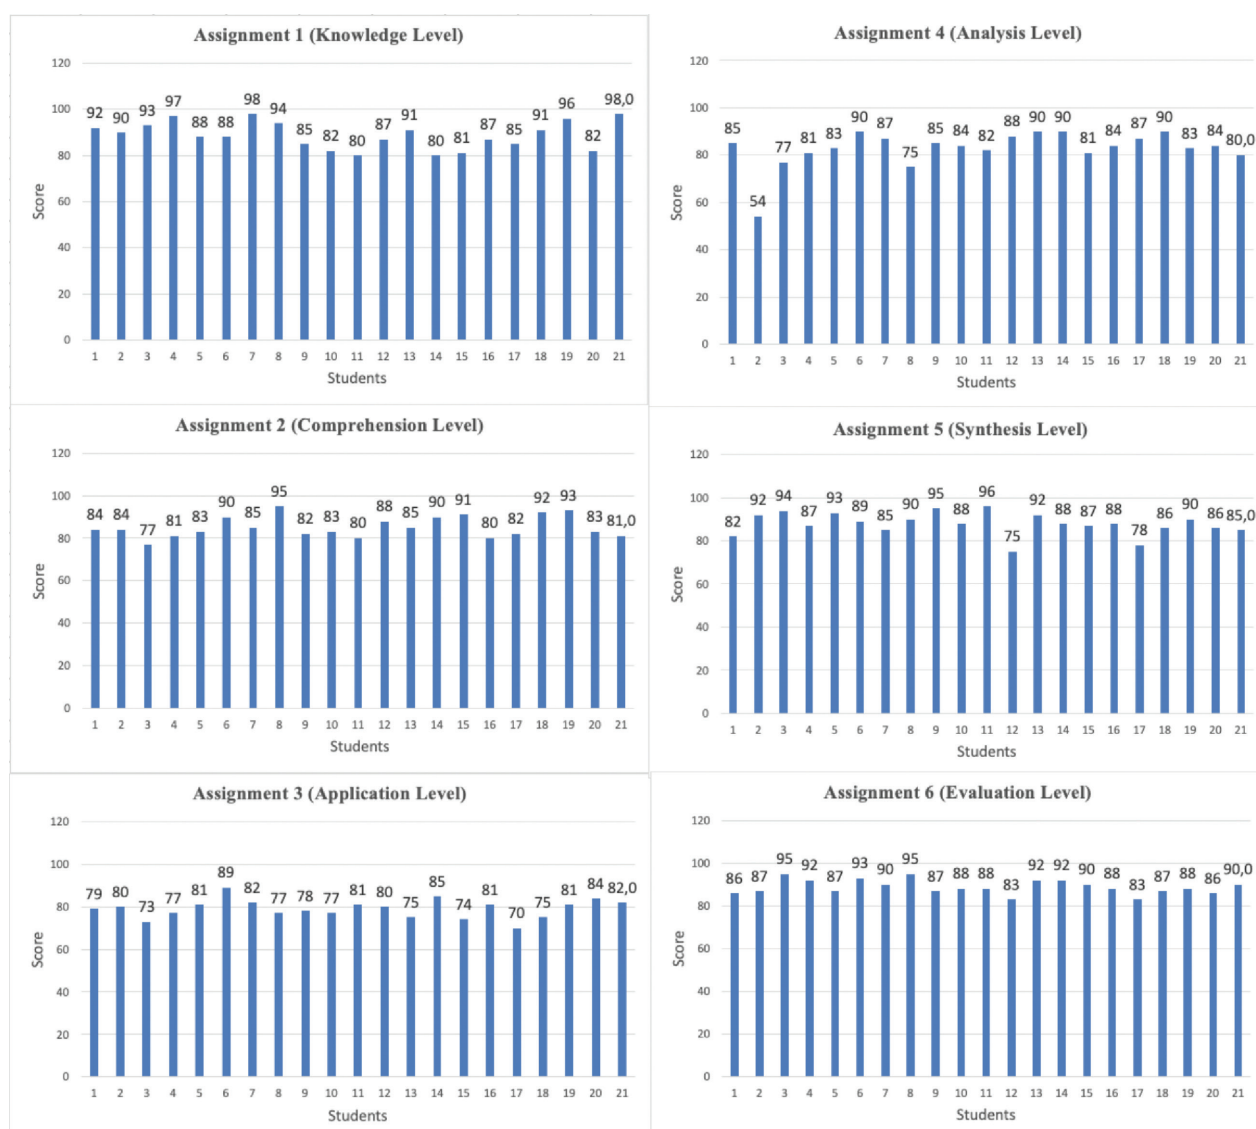 Assignment 1 (Knowledge Level)
120
100
80
60
40
20
0
Score
92 90 93 97 88 88 98 94 85 82 80 87 91 80 81 87 85 91 96 82 98,0
1 2 3 4 5 6 7 8 9 10 11 12 13 14 15 16 17 18 19 20 21
Students
Assignment 2 (Comprehension Level)
120
100
80
60
40
20
0
Score
84 84 77 81 83 90 85 95 82 83 80 88 85 90 91 80 82 92 93 83 81,0
1 2 3 4 5 6 7 8 9 10 11 12 13 14 15 16 17 18 19 20 21
Students
Assignment 3 (Application Level)
120
100
80
60
40
20
0
Score
79 80 73 77 81 89 82 77 78 77 81 80 75 85 74 81 70 75 81 84 82,0
1 2 3 4 5 6 7 8 9 10 11 12 13 14 15 16 17 18 19 20 21
Students
Assignment 4 (Analysis Level)
120
100
80
60
40
20
0
Score
85 54 77 81 83 90 87 75 85 84 82 88 90 90 81 84 87 90 83 84 80,0
1 2 3 4 5 6 7 8 9 10 11 12 13 14 15 16 17 18 19 20 21
Students
Assignment 5 (Synthesis Level)
120
100
80
60
40
20
0
Score
82 92 94 87 93 89 85 90 95 88 96 75 92 88 87 88 78 86 90 86 85,0
1 2 3 4 5 6 7 8 9 10 11 12 13 14 15 16 17 18 19 20 21
Students
Assignment 6 (Evaluation Level)
120
100
80
60
40
20
0
Score
86 87 95 92 87 93 90 95 87 88 88 83 92 92 90 88 83 87 88 86 90,0
1 2 3 4 5 6 7 8 9 10 11 12 13 14 15 16 17 18 19 20 21
Students